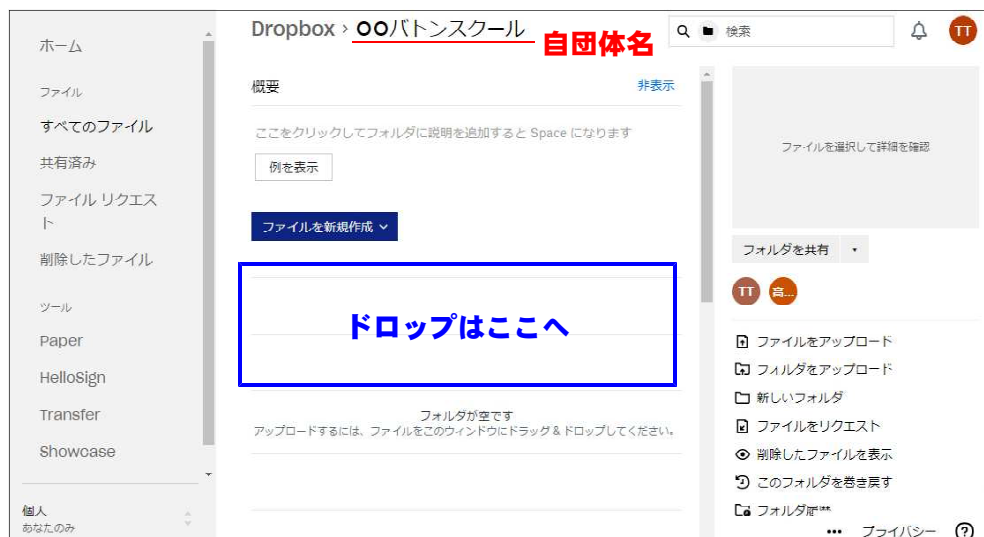 ホーム
ファイル
すべてのファイル
共有済み
ファイル リクエス
ト
削除したファイル
ツール
Paper
HelloSign
Transfer
Showcase
個人
あなたのみ
Dropbox › 〇〇バトンスクール
自団体名
検索
TT
概要
非表示
ここをクリックしてフォルダに説明を追加すると Space になります
例を表示
ファイルを新規作成
ドロップはここへ
フォルダが空です
アップロードするには、ファイルをこのウィンドウにドラッグ & ドロップしてください。
ファイルを選択して詳細を確認
フォルダを共有
TT
高...
ファイルをアップロード
フォルダをアップロード
新しいフォルダ
ファイルをリクエスト
削除したファイルを表示
このフォルダを巻き戻す
フォルダ
プライバシー